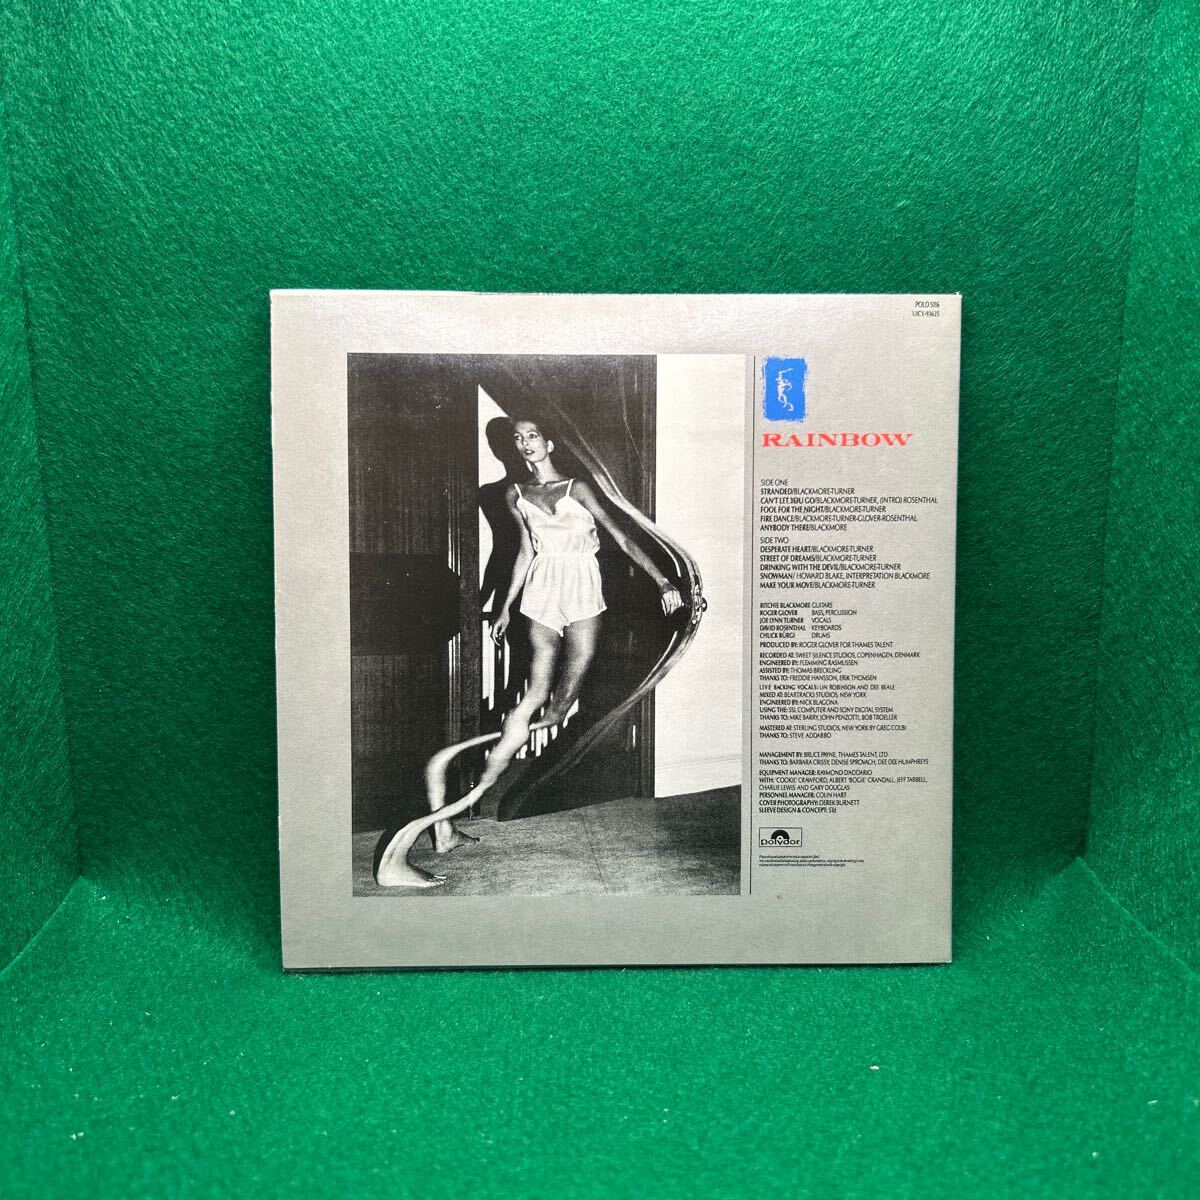 POLD 5116
UICY-93625
RAINBOW
SIDE ONE
STRANDED/BLACKMORE-TURNER
CAN'T LET YOU GO/BLACKMORE-TURNER, (INTRO) ROSENTHAL
FOOL FOR THE NIGHT/BLACKMORE-TURNER
FIRE DANCE/BLACKMORE-TURNER-GLOVER-ROSENTHAL
ANYBODY THERE/BLACKMORE
SIDE TWO
DESPERATE HEART/BLACKMORE-TURNER
STREET OF DREAMS/BLACKMORE-TURNER
DRINKING WITH THE DEVIL/BLACKMORE-TURNER
SNOWMAN/ HOWARD BLAKE, INTERPRETATION BLACKMORE
MAKE YOUR MOVE/BLACKMORE-TURNER
RITCHIE BLACKMORE GUITARS
ROGER GLOVER BASS, PERCUSSION
JOE LYNN TURNER VOCALS
DAVID ROSENTHAL KEYBOARDS
CHUCK BÜRGI DRUMS
PRODUCED BY: ROGER GLOVER FOR THAMES TALENT
RECORDED AT: SWEET SILENCE STUDIOS, COPENHAGEN, DENMARK
ENGINEERED BY: FLEMMING RASMUSSEN
ASSISTED BY: THOMAS BRECKLING
THANKS TO: FREDDIE HANSSON, ERIK THOMSEN
LIVE BACKING VOCALS: LIN ROBINSON AND DEE BEALE
MIXED AT: BEARTRACKS STUDIOS, NEW YORK
ENGINEERED BY: NICK BLAGONA
USING THE: SSL COMPUTER AND SONY DIGITAL SYSTEM
THANKS TO: MIKE BARRY, JOHN PENZOTTI, BOB TROELLER
MASTERED AT: STERLING STUDIOS, NEW YORK BY GREG COLBI
THANKS TO: STEVE ADDABBO
MANAGEMENT BY: BRUCE PAYNE, THAMES TALENT, LTD
THANKS TO: BARBARA CRISSY, DENISE SPROVACH, DEE DEE HUMPHREYS
EQUIPMENT MANAGER: RAYMOND D'ADDARIO
WITH: 'COOKIE' CRAWFORD, ALBERT 'BOGIL' CRANDALL, JEFF TARBELL,
CHARLIE LEWIS AND GARY DOUGLAS
PERSONNEL MANAGER: COLIN HART
COVER PHOTOGRAPHY: DEREK BURNETT
SLEEVE DESIGN & CONCEPT: STd
Polydor